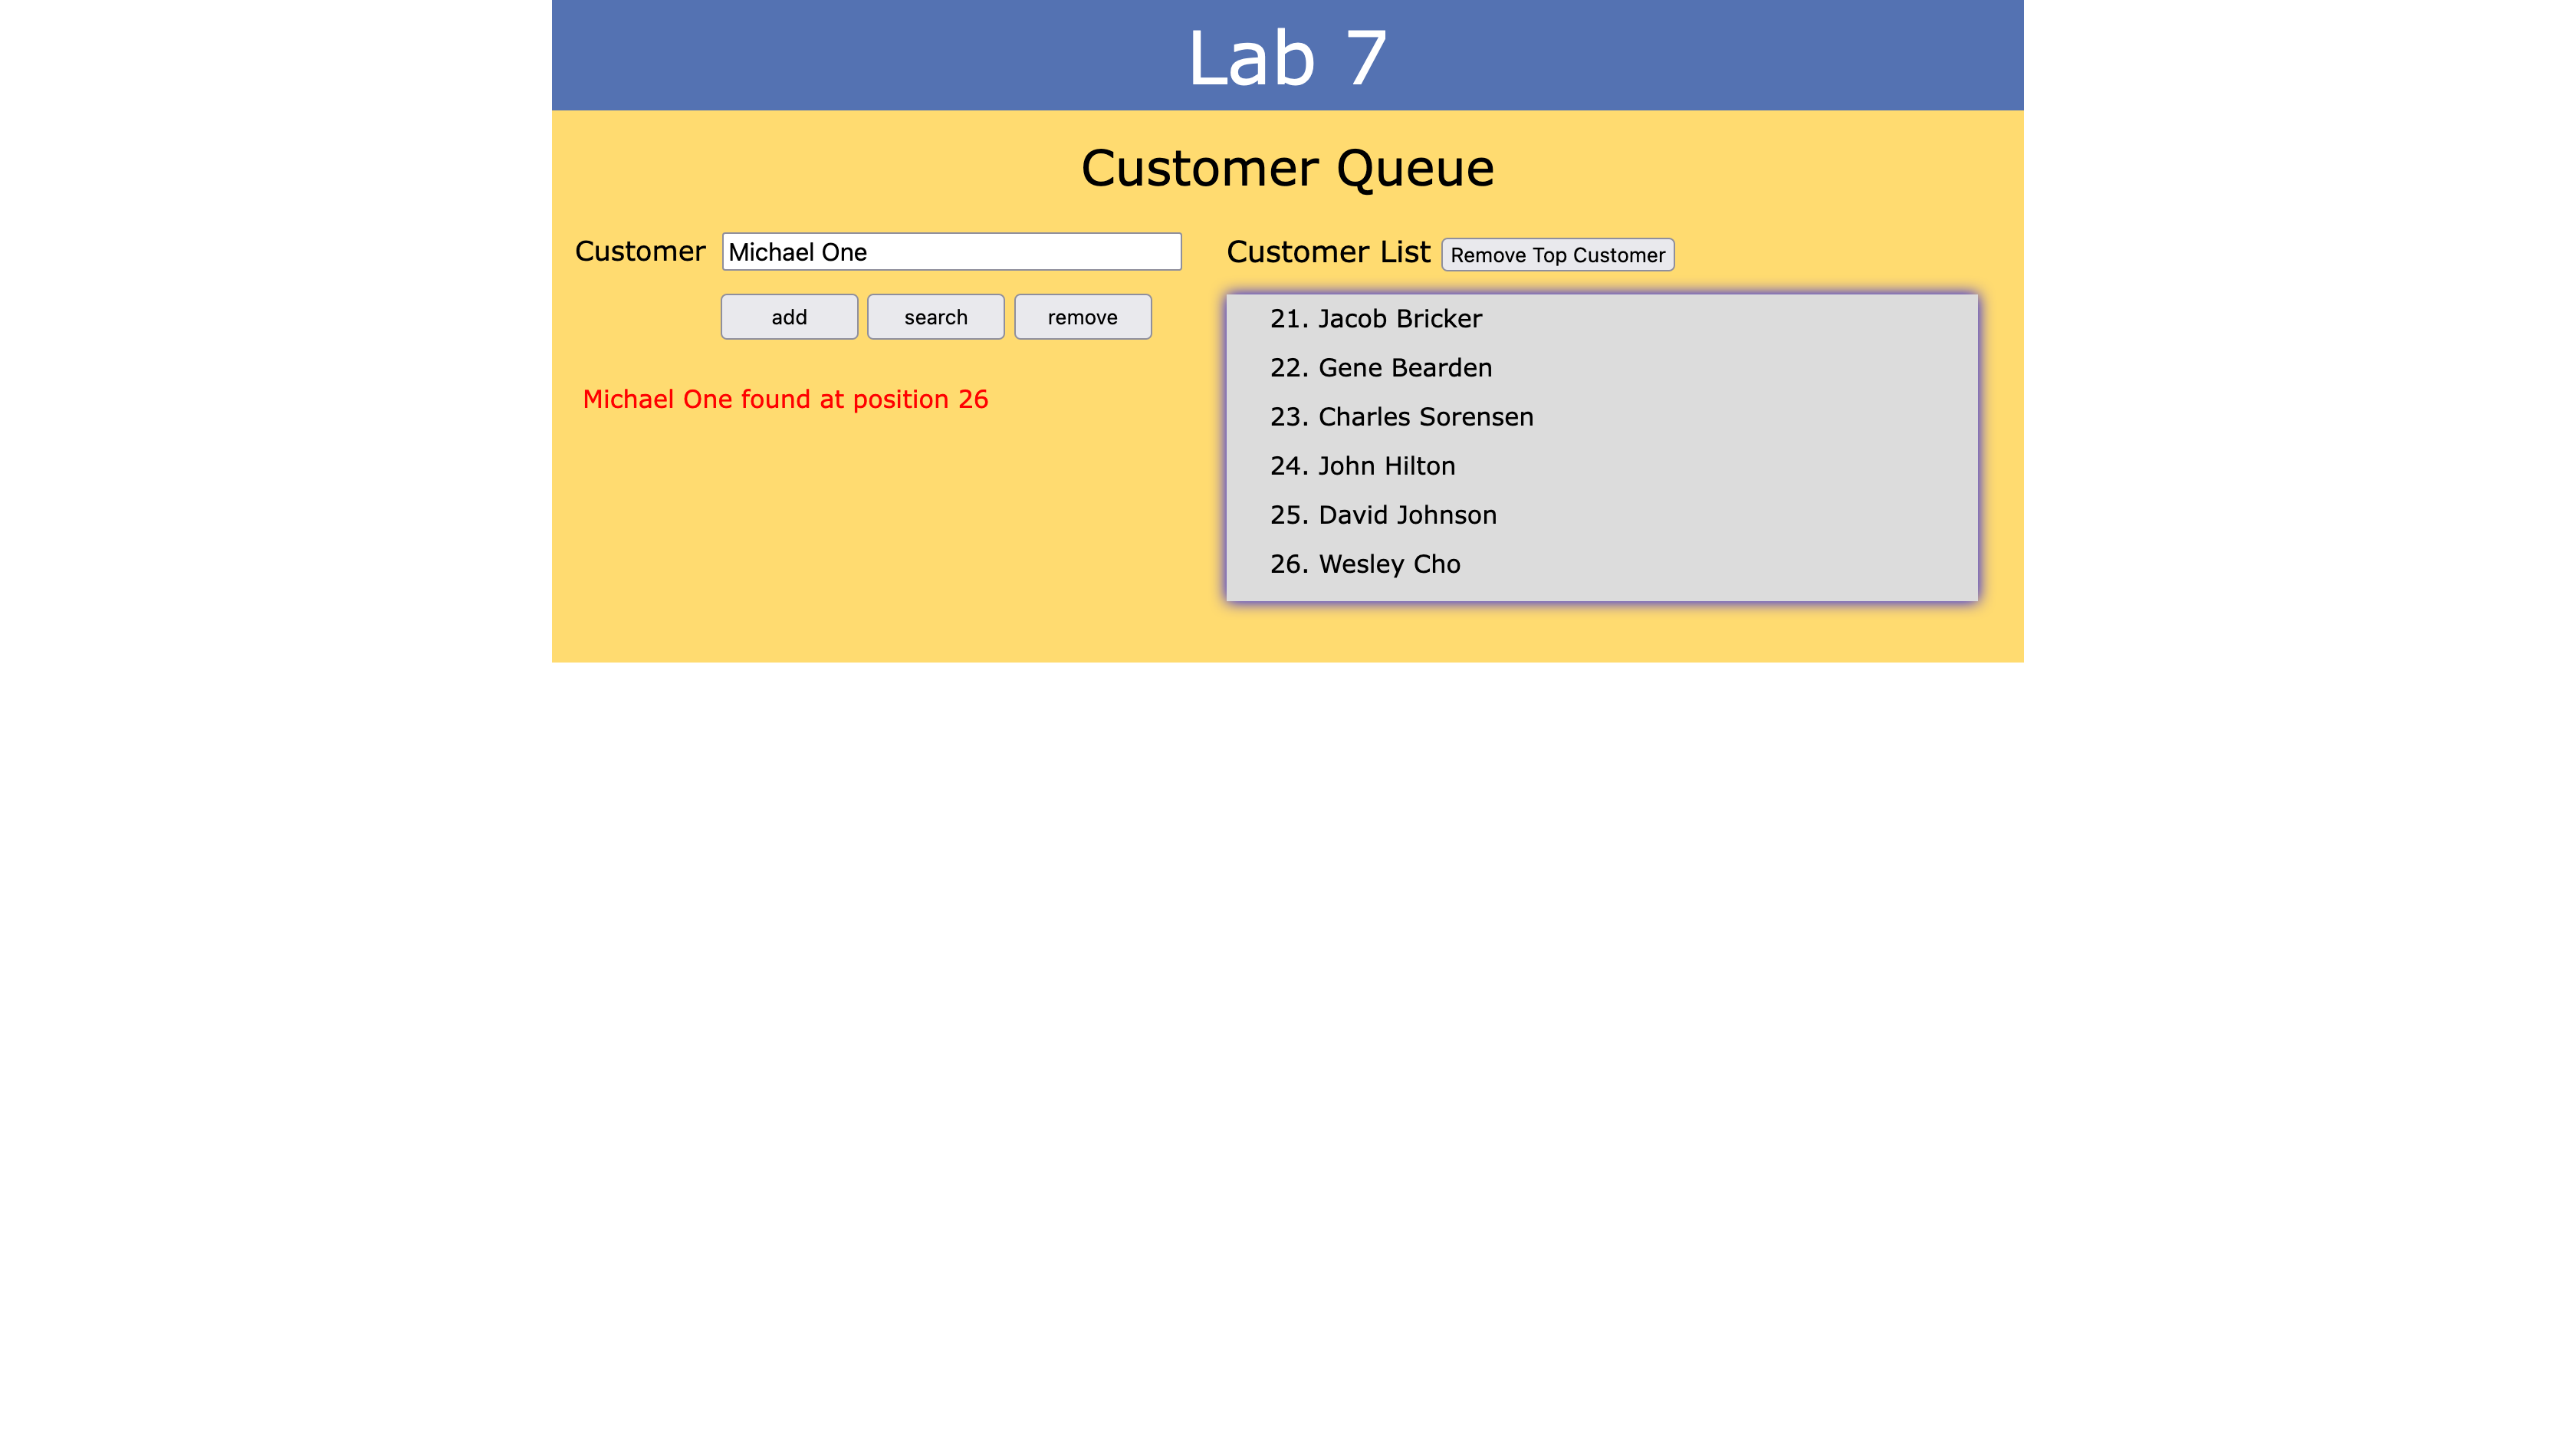 Lab 7
Customer Queue
Customer Michael One
add search remove
Michael One found at position 26
Customer List Remove Top Customer
21. Jacob Bricker
22. Gene Bearden
23. Charles Sorensen
24. John Hilton
25. David Johnson
26. Wesley Cho